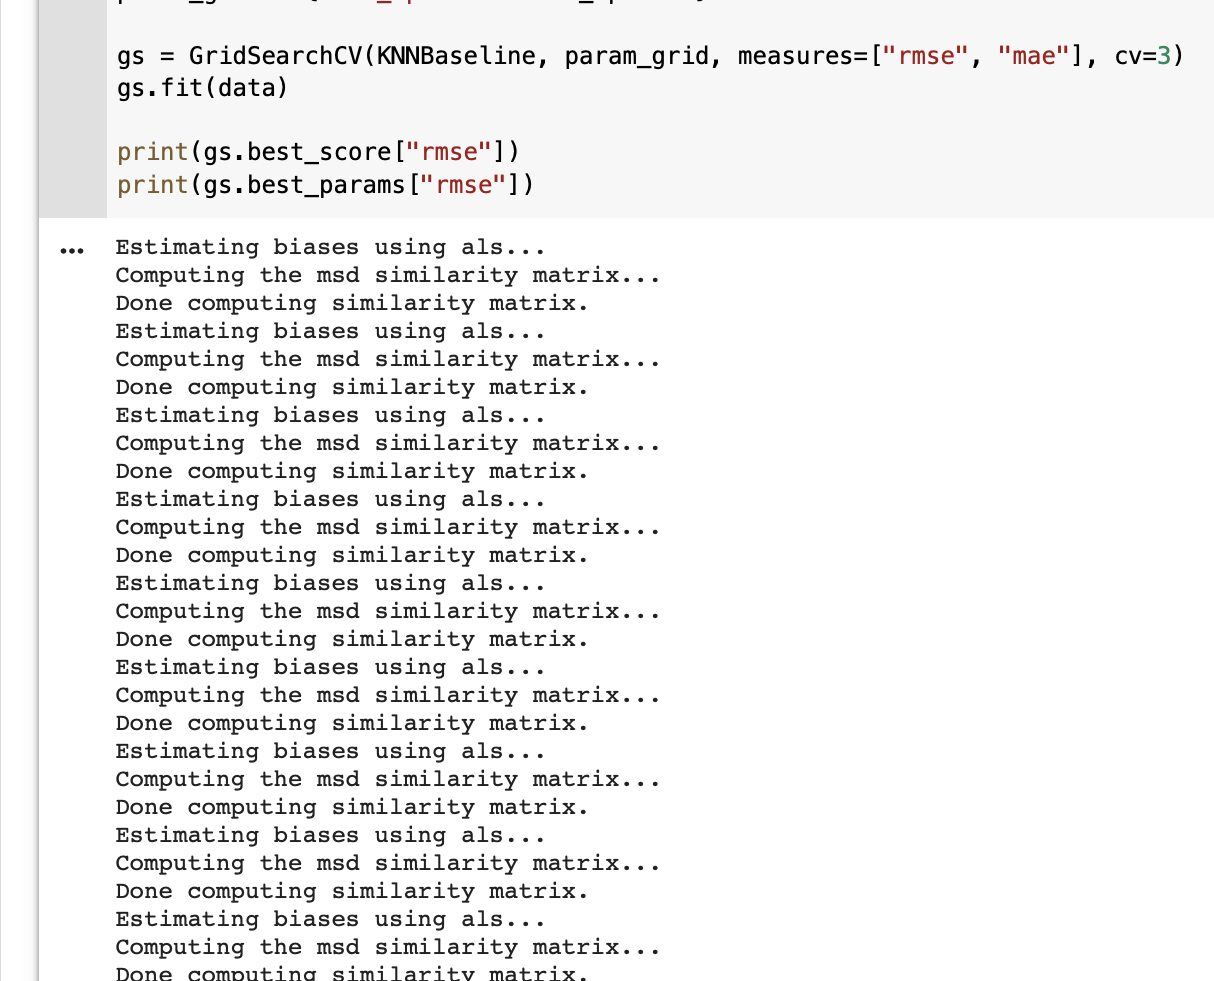 gs = GridSearchCV(KNNBaseline, param_grid, measures=["rmse", "mae"], cv=3)
gs.fit(data)
print(gs.best_score["rmse"])
print(gs.best_params["rmse"])
Estimating biases using als...
Computing the msd similarity matrix...
Done computing similarity matrix.
Estimating biases using als...
Computing the msd similarity matrix...
Done computing similarity matrix.
Estimating biases using als...
Computing the msd similarity matrix...
Done computing similarity matrix.
Estimating biases using als...
Computing the msd similarity matrix...
Done computing similarity matrix.
Estimating biases using als...
Computing the msd similarity matrix...
Done computing similarity matrix.
Estimating biases using als...
Computing the msd similarity matrix...
Done computing similarity matrix.
Estimating biases using als...
Computing the msd similarity matrix...
Done computing similarity matrix.
Estimating biases using als...
Computing the msd similarity matrix...
Done computing similarity matrix.
Estimating biases using als...
Computing the msd similarity matrix...
Done computing similarity matrix.